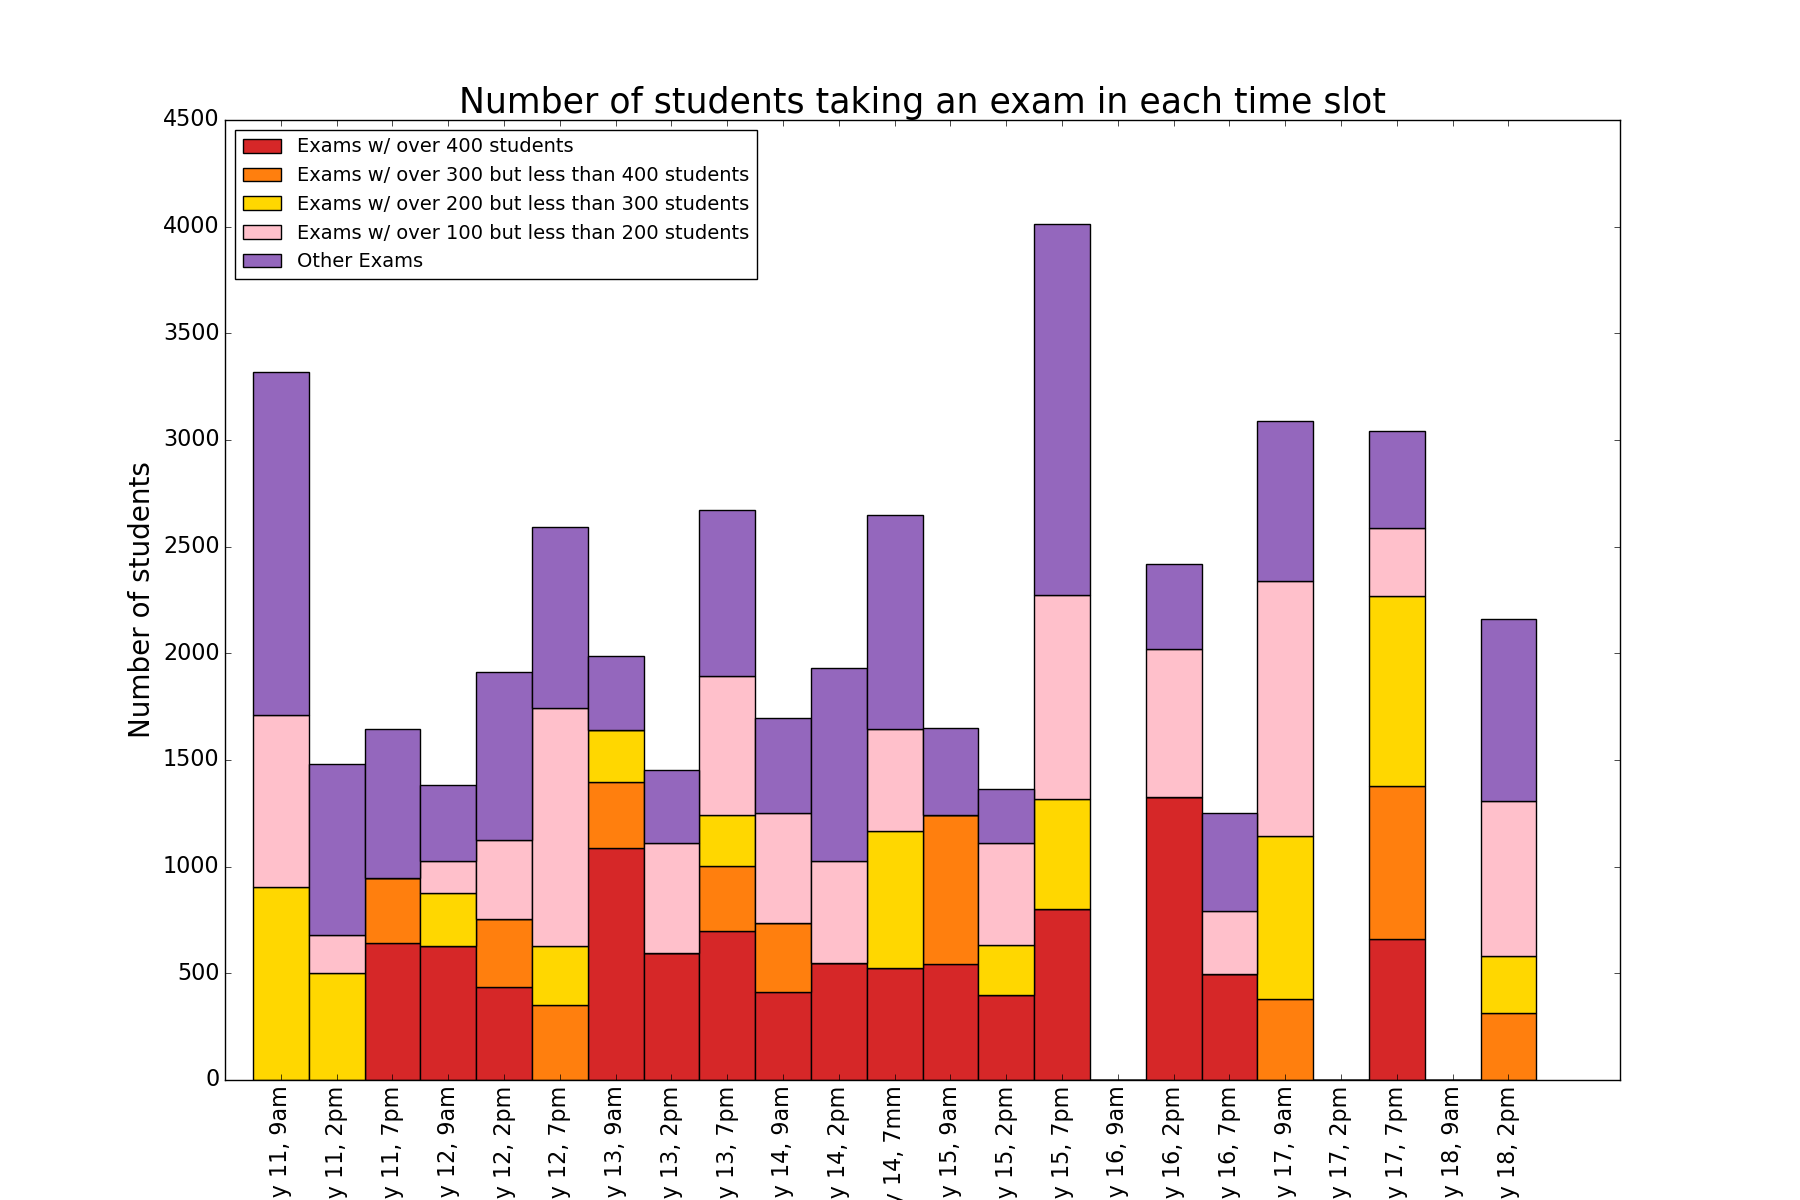 Number of students taking an exam in each time slot
Exams w/ over 400 students
Exams w/ over 300 but less than 400 students
Exams w/ over 200 but less than 300 students
Exams w/ over 100 but less than 200 students
Other Exams
Number of students
4500
4000
3500
3000
2500
2000
1500
1000
500
0
y 11, 9am
y 11, 2pm
y 11, 7pm
y 12, 9am
y 12, 2pm
y 12, 7pm
y 13, 9am
y 13, 2pm
y 13, 7pm
y 14, 9am
y 14, 2pm
y 14, 7mm
y 15, 9am
y 15, 2pm
y 15, 7pm
y 16, 9am
y 16, 2pm
y 16, 7pm
y 17, 9am
y 17, 2pm
y 17, 7pm
y 18, 9am
y 18, 2pm